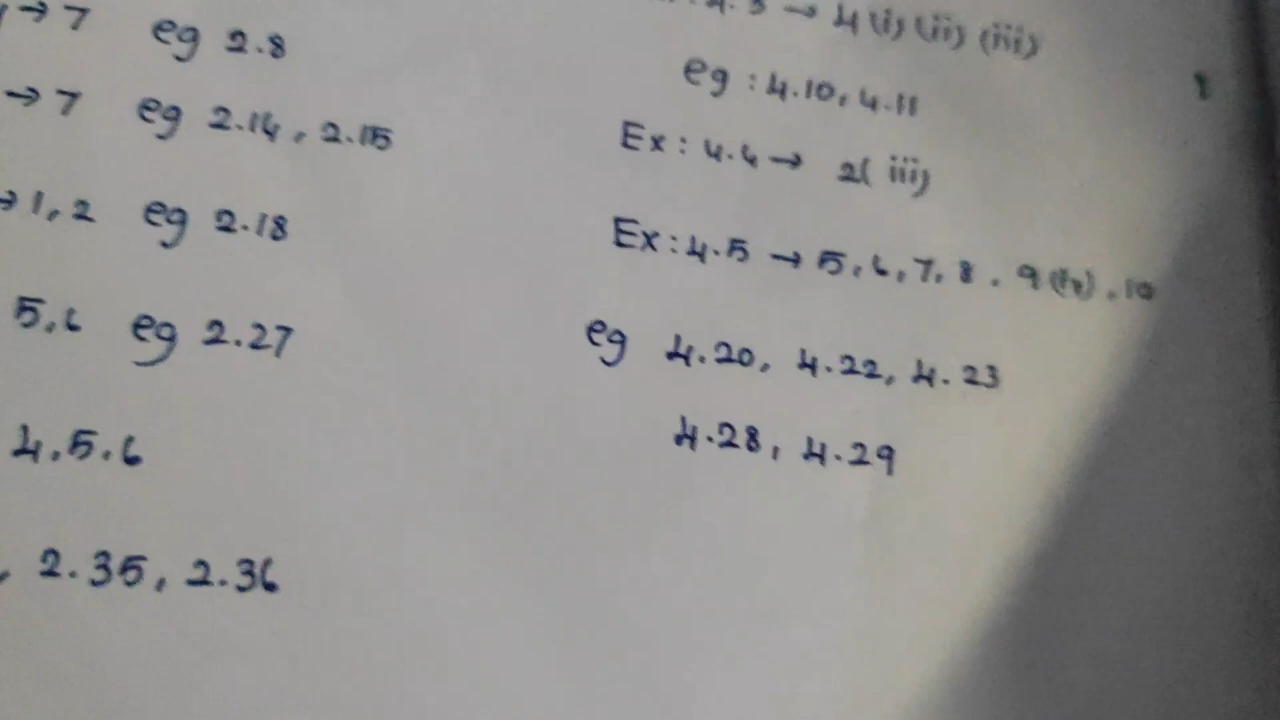 → 7 eg 2.8
→ 7 eg 2.14, 2.15
→ 1, 2 eg 2.18
5, 6 eg 2.27
4, 5, 6
, 2.35, 2.36
4.3 → 4 (i) (ii) (iii)
eg : 4.10, 4.11
Ex : 4.4 → 2( iii)
Ex : 4.5 → 5, 6, 7, 8, 9 , 10
eg 4.20, 4.22, 4.23
4.28, 4.29